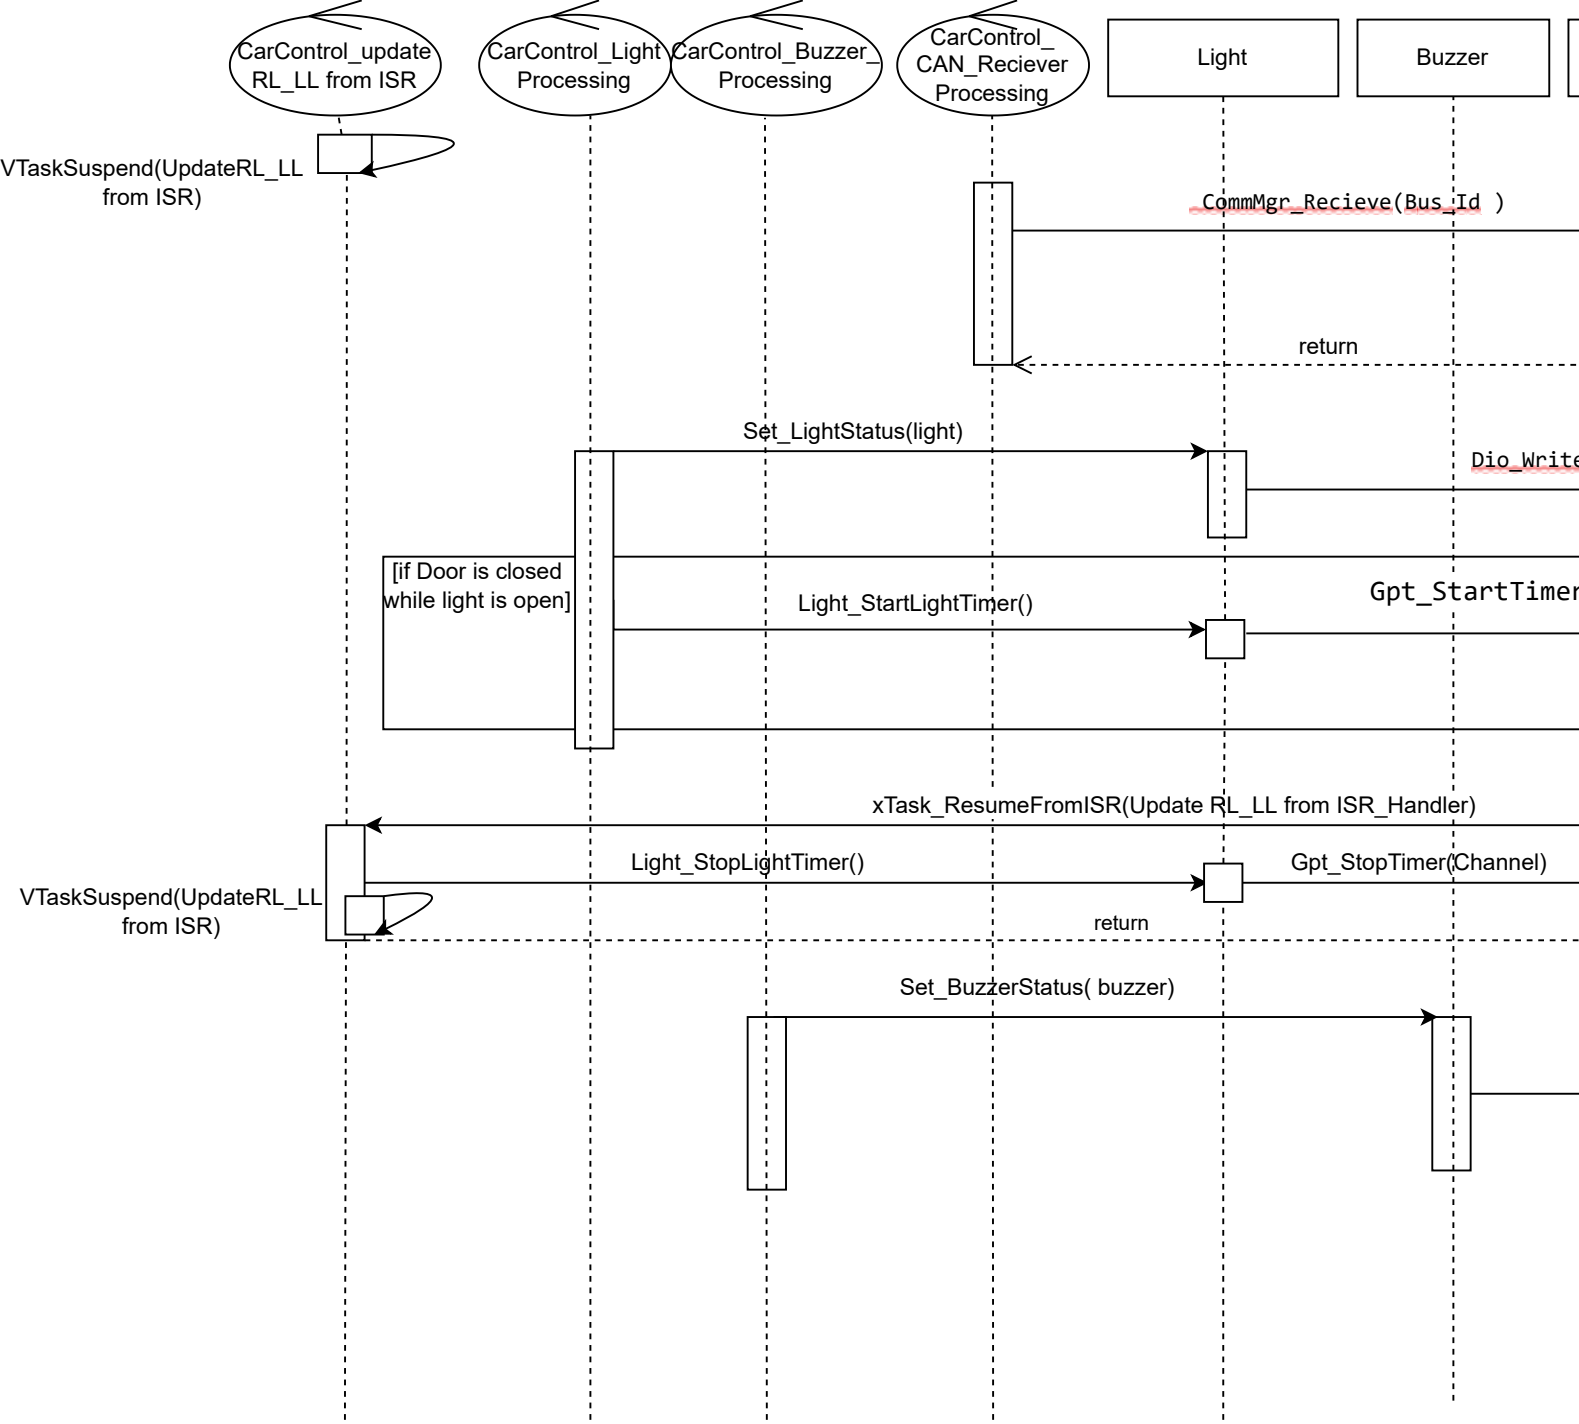 CarControl_update
RL_LL from ISR
CarControl_Light
Processing
CarControl_Buzzer_
Processing
CarControl_
CAN_Reciever
Processing
Light
Buzzer
VTaskSuspend(UpdateRL_LL
from ISR)
CommMgr_Recieve(Bus_Id )
return
Set_LightStatus(light)
Dio_Write
[if Door is closed
while light is open]
Light_StartLightTimer()
Gpt_StartTimer
xTask_ResumeFromISR(Update RL_LL from ISR_Handler)
Light_StopLightTimer()
Gpt_StopTimer(Channel)
VTaskSuspend(UpdateRL_LL
from ISR)
return
Set_BuzzerStatus( buzzer)